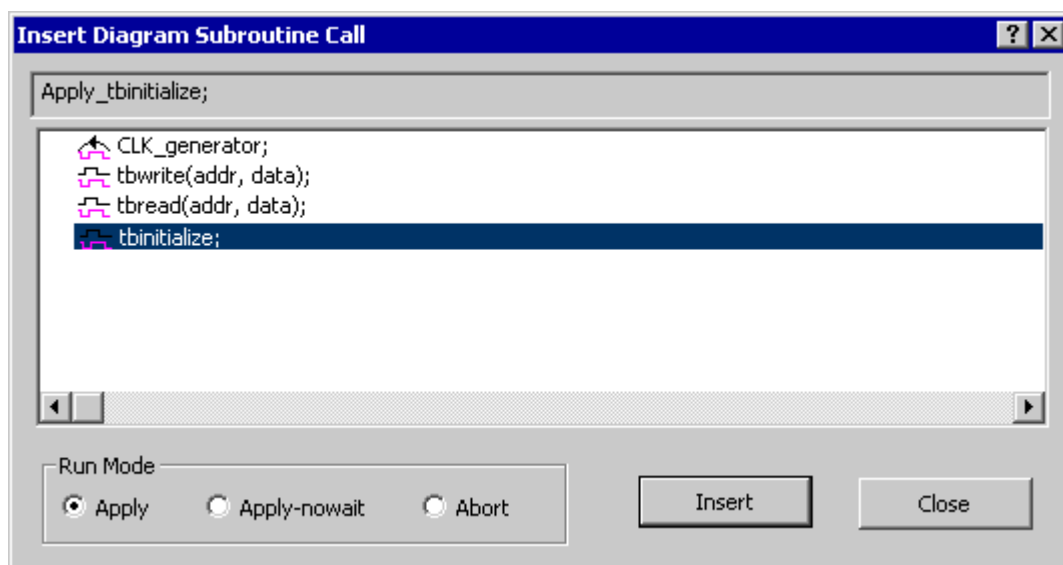 Insert Diagram Subroutine Call
Apply_tbinitialize;
CLK_generator;
tbwrite(addr, data);
tbread(addr, data);
tbinitialize;
Run Mode
Apply Apply-nowait Abort
Insert Close